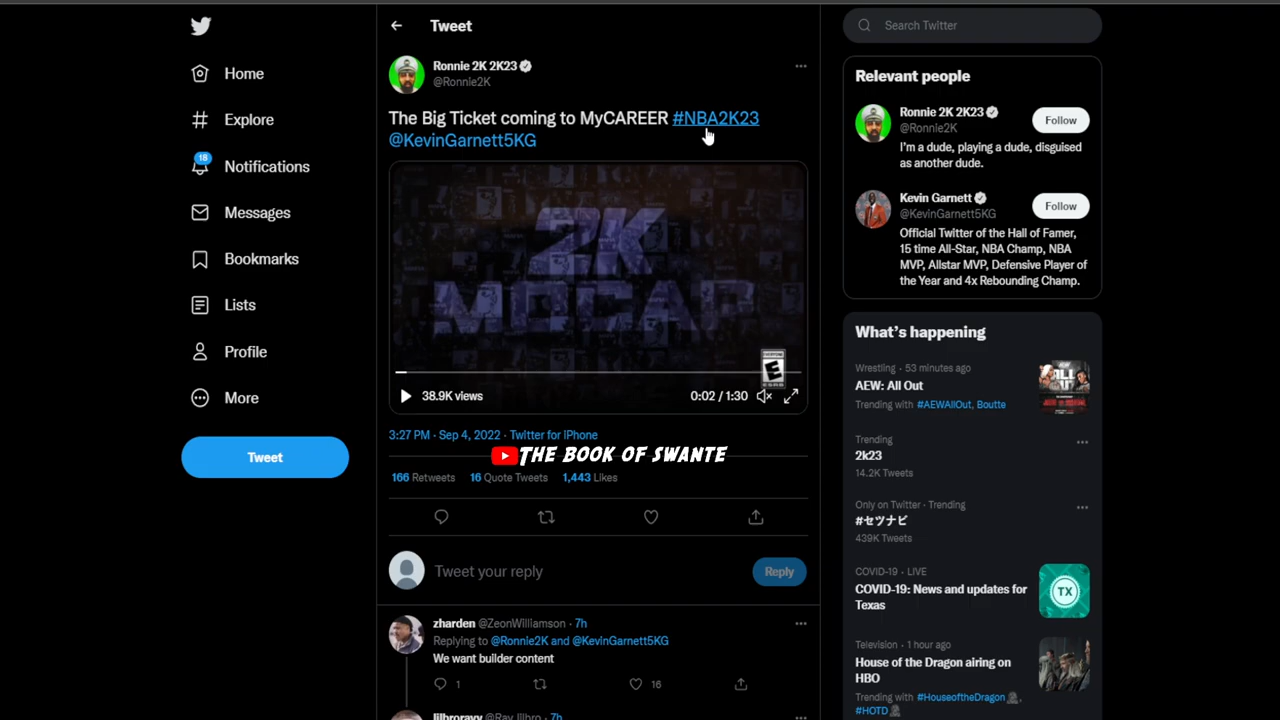 Home
Explore
18
Notifications
Messages
Bookmarks
Lists
Profile
More
Tweet
Tweet
Ronnie 2K 2K23
@Ronnie2K
The Big Ticket coming to MyCAREER #NBA2K23
@KevinGarnett5KG
2K
MOCAP
EVERYONE
E
38.9K views
0:02 / 1:30
3:27 PM · Sep 4, 2022 · Twitter for iPhone
THE BOOK OF SWANTE
166 Retweets 16 Quote Tweets 1,443 Likes
Tweet your reply
Reply
zharden @ZeonWilliamson · 7h
Replying to @Ronnie2K and @KevinGarnett5KG
We want builder content
1
16
Search Twitter
Relevant people
Ronnie 2K 2K23
@Ronnie2K
Follow
I'm a dude, playing a dude, disguised
as another dude.
Kevin Garnett
@KevinGarnett5KG
Follow
Official Twitter of the Hall of Famer,
15 time All-Star, NBA Champ, NBA
MVP, Allstar MVP, Defensive Player of
the Year and 4x Rebounding Champ.
What's happening
Wrestling · 53 minutes ago
AEW: All Out
Trending with #AEWAllOut, Boutte
Trending
2k23
14.2K Tweets
Only on Twitter · Trending
#セツナビ
439K Tweets
COVID-19 · LIVE
COVID-19: News and updates for
Texas
TX
Television · 1 hour ago
House of the Dragon airing on
HBO
Trending with #HouseoftheDragon,
#HOTD